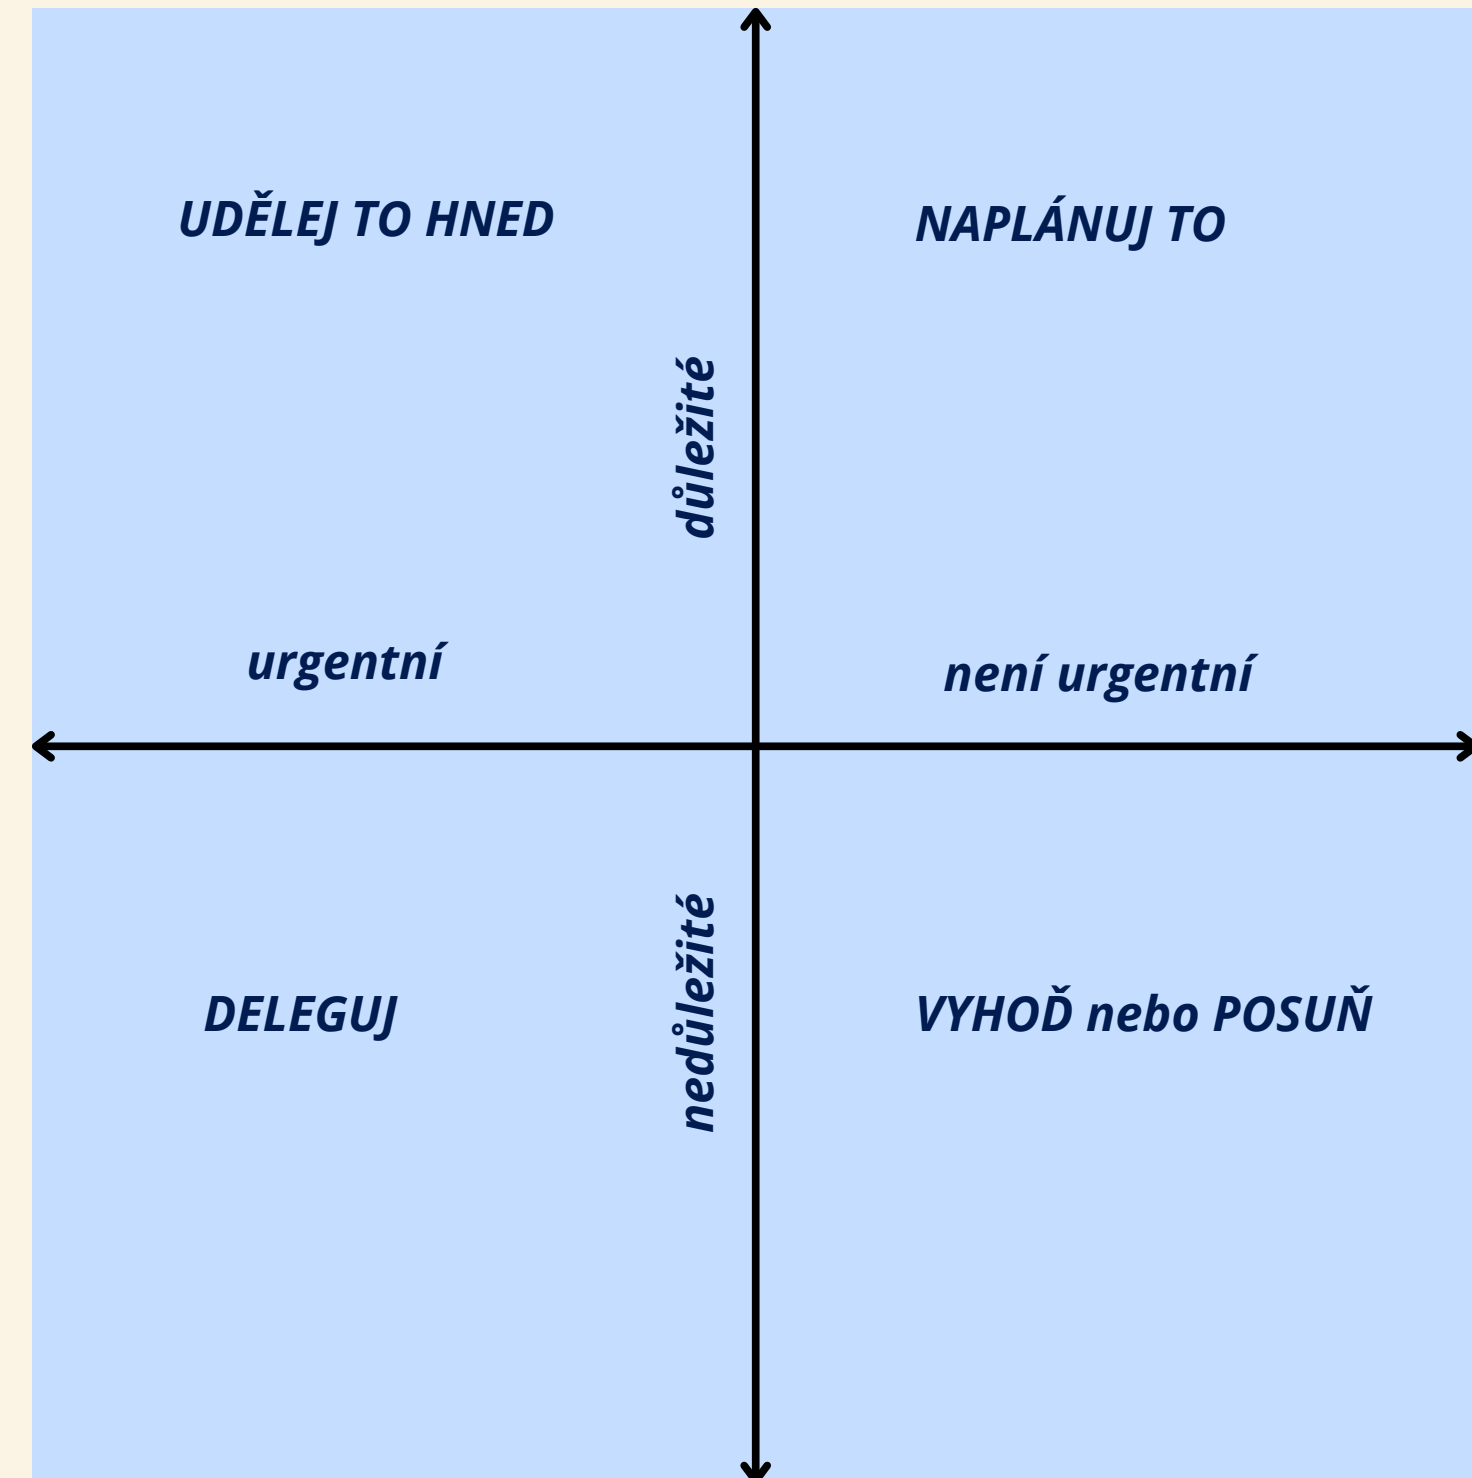 UDĚLEJ TO HNED
NAPLÁNUJ TO
důležité
urgentní
není urgentní
nedůležité
DELEGUJ
VYHOĎ nebo POSUŇ